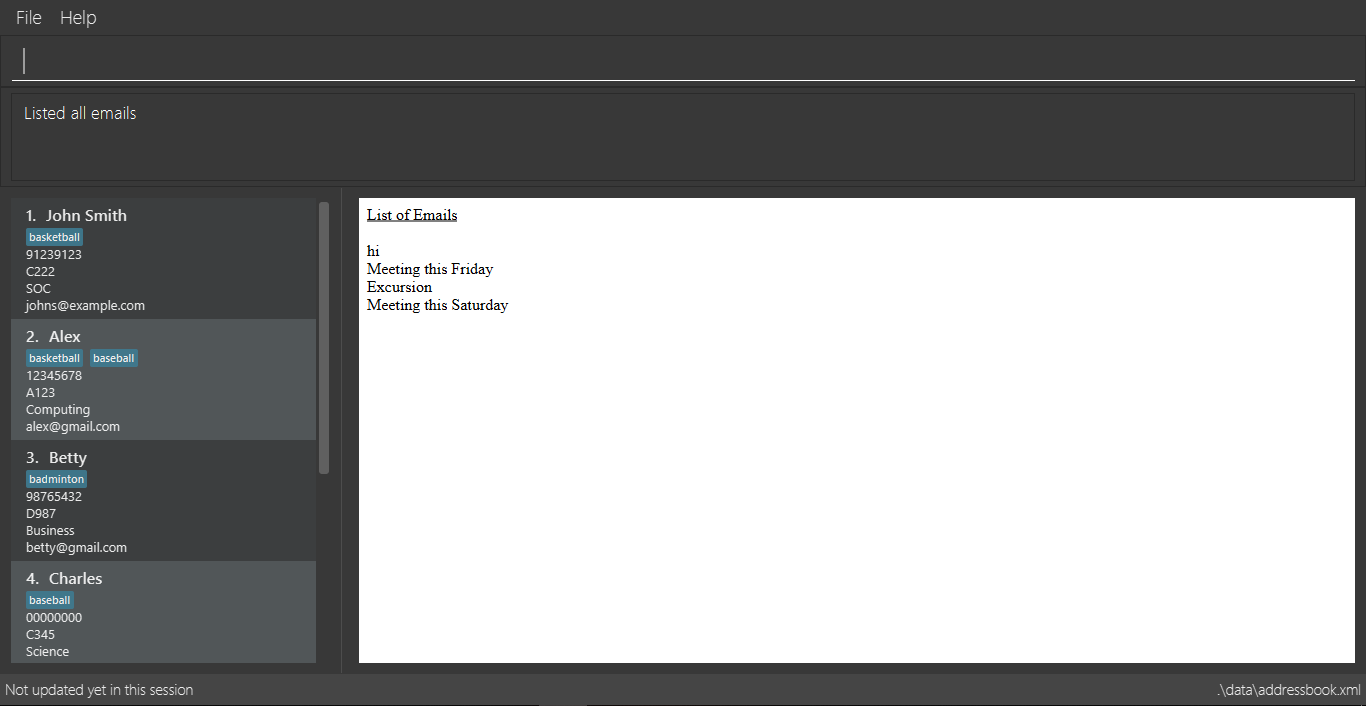 File Help
Listed all emails
1. John Smith
basketball
91239123
C222
SOC
johns@example.com
2. Alex
basketball baseball
12345678
A123
Computing
alex@gmail.com
3. Betty
badminton
98765432
D987
Business
betty@gmail.com
4. Charles
baseball
00000000
C345
Science
List of Emails
hi
Meeting this Friday
Excursion
Meeting this Saturday
Not updated yet in this session
.\data\addressbook.xml